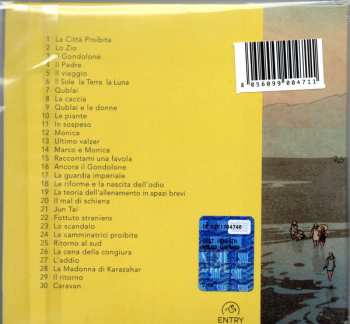 1 La Città Proibita
2 Lo Zio
3 Il Gondolone
4 Il Padre
5 Il viaggio
6 Il Sole la Terra la Luna
7 Qublai
8 La caccia
9 Qublai e le donne
10 Le piante
11 In sospeso
12 Monica
13 Ultimo valzer
14 Marco e Monica
15 Raccontami una favola
16 Ancora il Gondolone
17 La guardia imperiale
18 Le riforme e la nascita dell'odio
19 La teoria dell'allenamento in spazi brevi
20 Il mal di schiena
21 Jun Tai
22 Fottuto straniero
23 Lo scandalo
24 Le camminatrici proibite
25 Ritorno al sud
26 La cena della congiura
27 L'addio
28 La Madonna di Karazahar
29 Il ritorno
30 Caravan
8 056099 004711
ENTRY